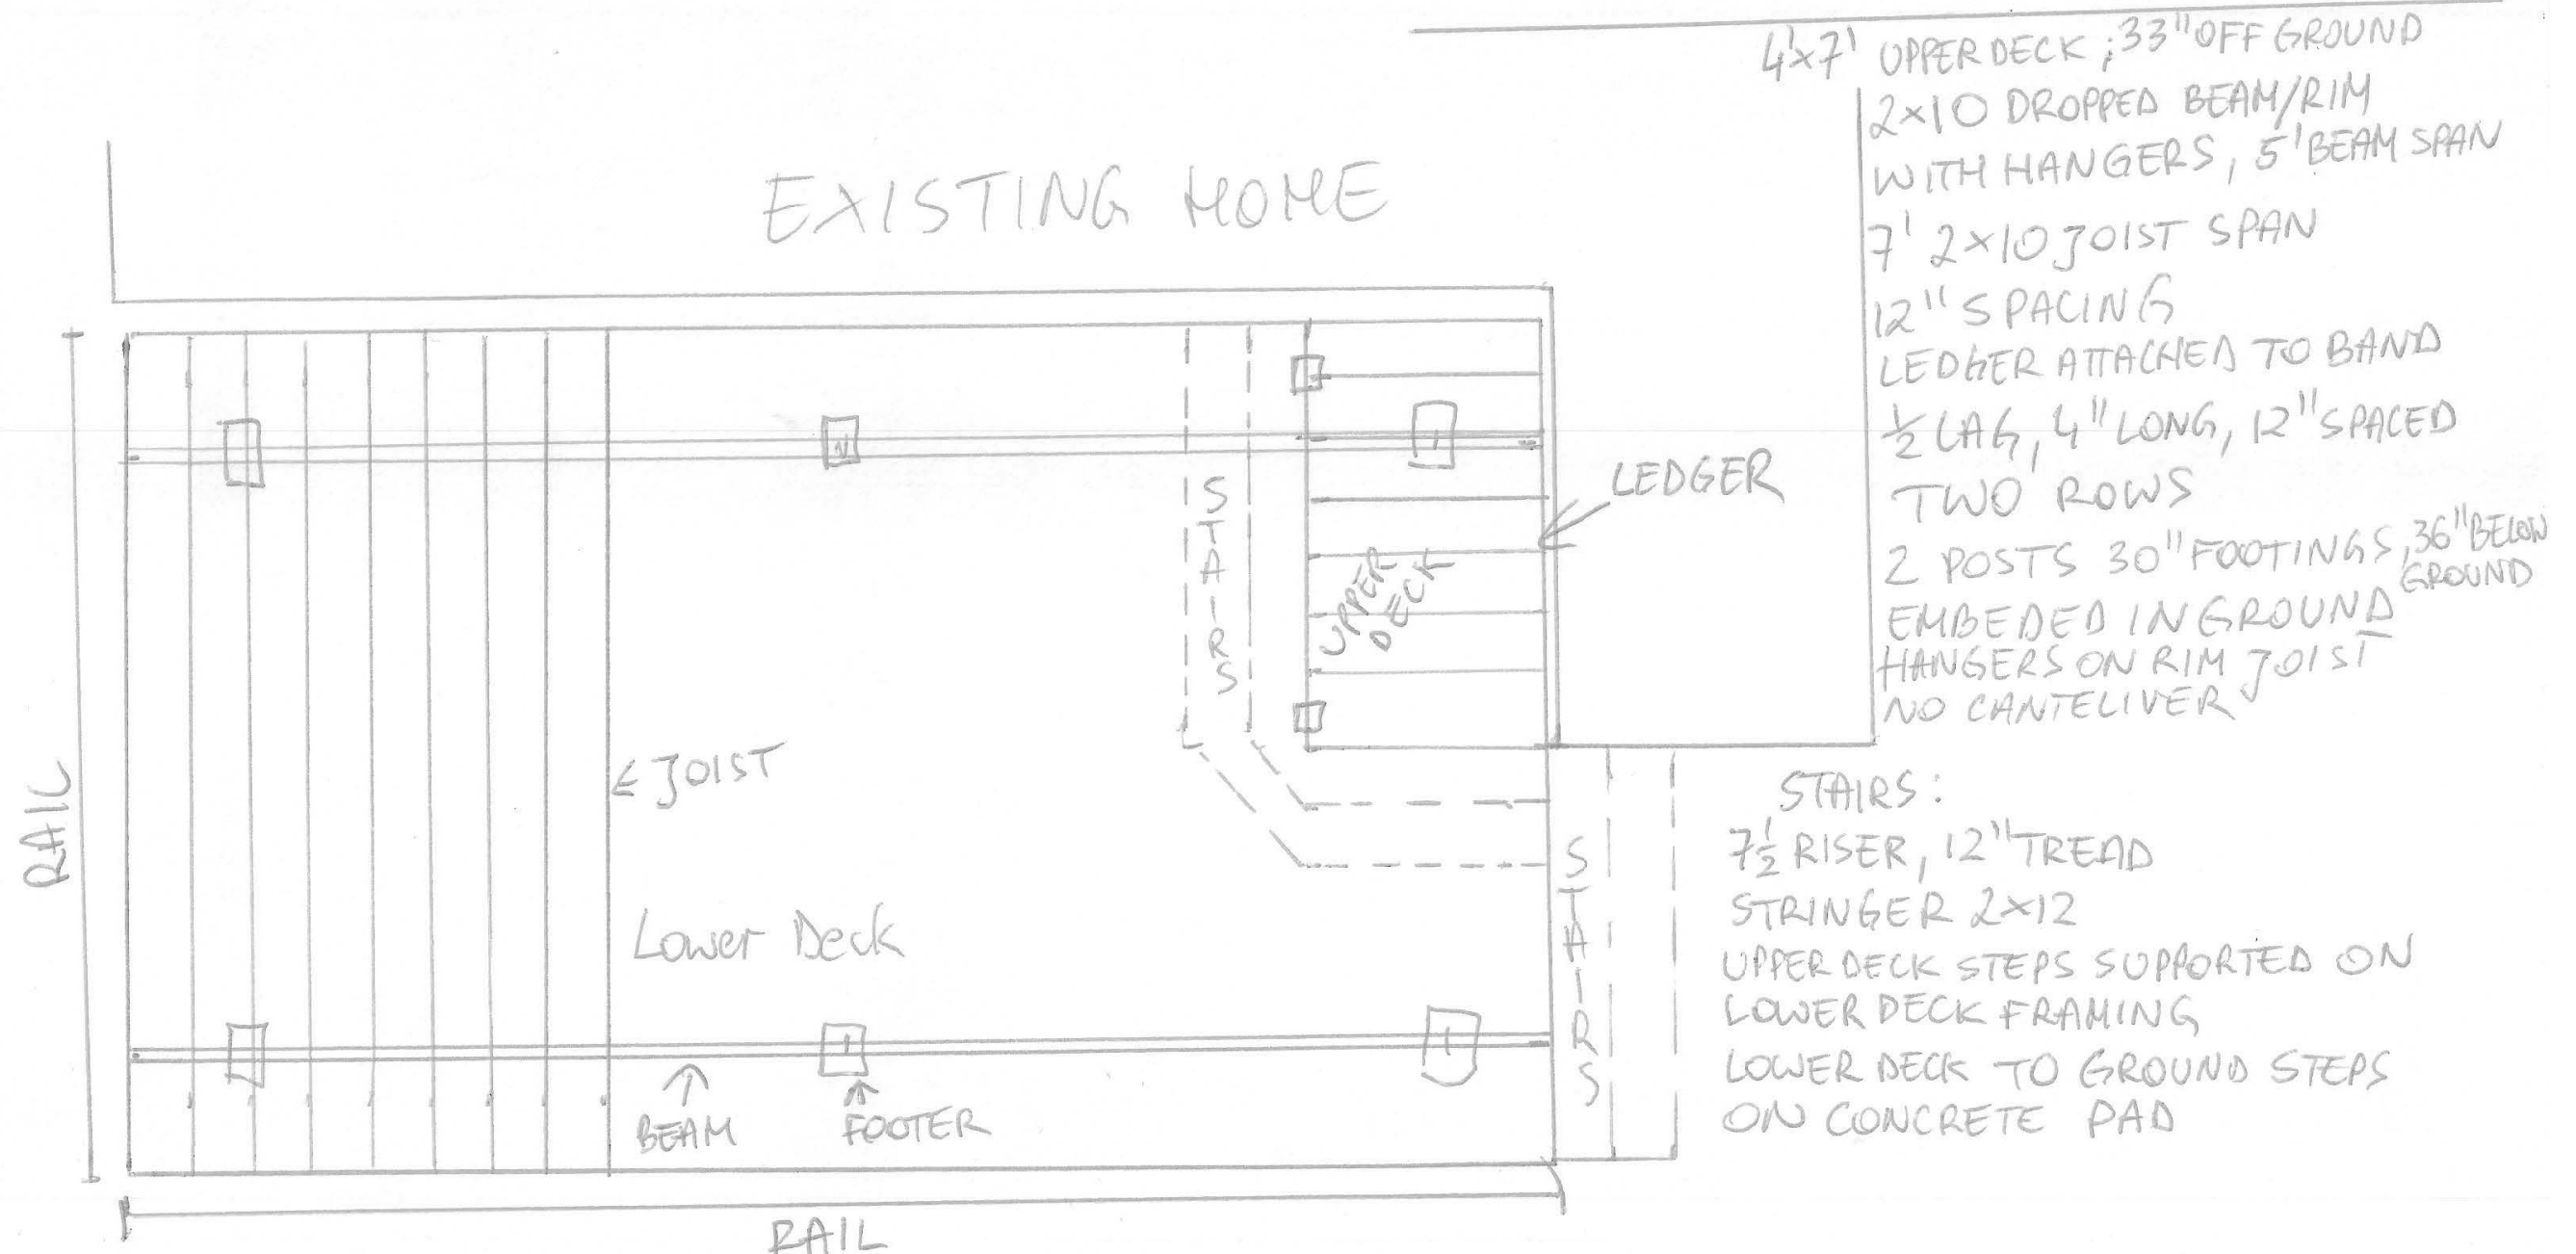 4'x7' UPPER DECK ; 33" OFF GROUND
2x10 DROPPED BEAM/RIM
WITH HANGERS, 5' BEAM SPAN
7' 2x10 JOIST SPAN
12" SPACING
LEDGER ATTACHED TO BAND
½ LAG, 4" LONG, 12" SPACED
TWO ROWS
2 POSTS 30" FOOTINGS, 36" BELOW GROUND
EMBEDED IN GROUND
HANGERS ON RIM JOIST
NO CANTELIVER
EXISTING HOME
LEDGER
STAIRS
UPPER
DECK
JOIST
RAIL
Lower Deck
STAIRS
BEAM
FOOTER
RAIL
STAIRS:
7½ RISER, 12" TREAD
STRINGER 2x12
UPPER DECK STEPS SUPPORTED ON
LOWER DECK FRAMING
LOWER DECK TO GROUND STEPS
ON CONCRETE PAD